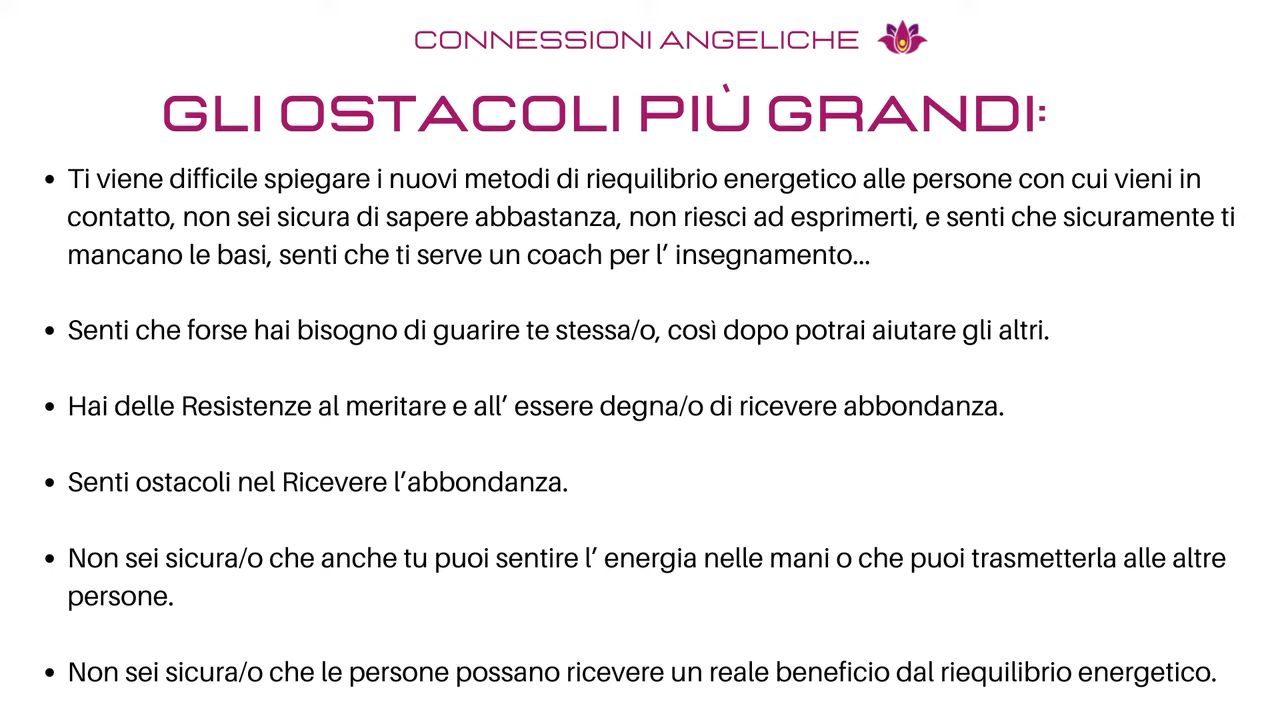 CONNESSIONI ANGELICHE
GLI OSTACOLI PIÙ GRANDI:
• Ti viene difficile spiegare i nuovi metodi di riequilibrio energetico alle persone con cui vieni in
contatto, non sei sicura di sapere abbastanza, non riesci ad esprimerti, e senti che sicuramente ti
mancano le basi, senti che ti serve un coach per l’ insegnamento...
• Senti che forse hai bisogno di guarire te stessa/o, così dopo potrai aiutare gli altri.
• Hai delle Resistenze al meritare e all’ essere degna/o di ricevere abbondanza.
• Senti ostacoli nel Ricevere l’abbondanza.
• Non sei sicura/o che anche tu puoi sentire l’ energia nelle mani o che puoi trasmetterla alle altre
persone.
• Non sei sicura/o che le persone possano ricevere un reale beneficio dal riequilibrio energetico.